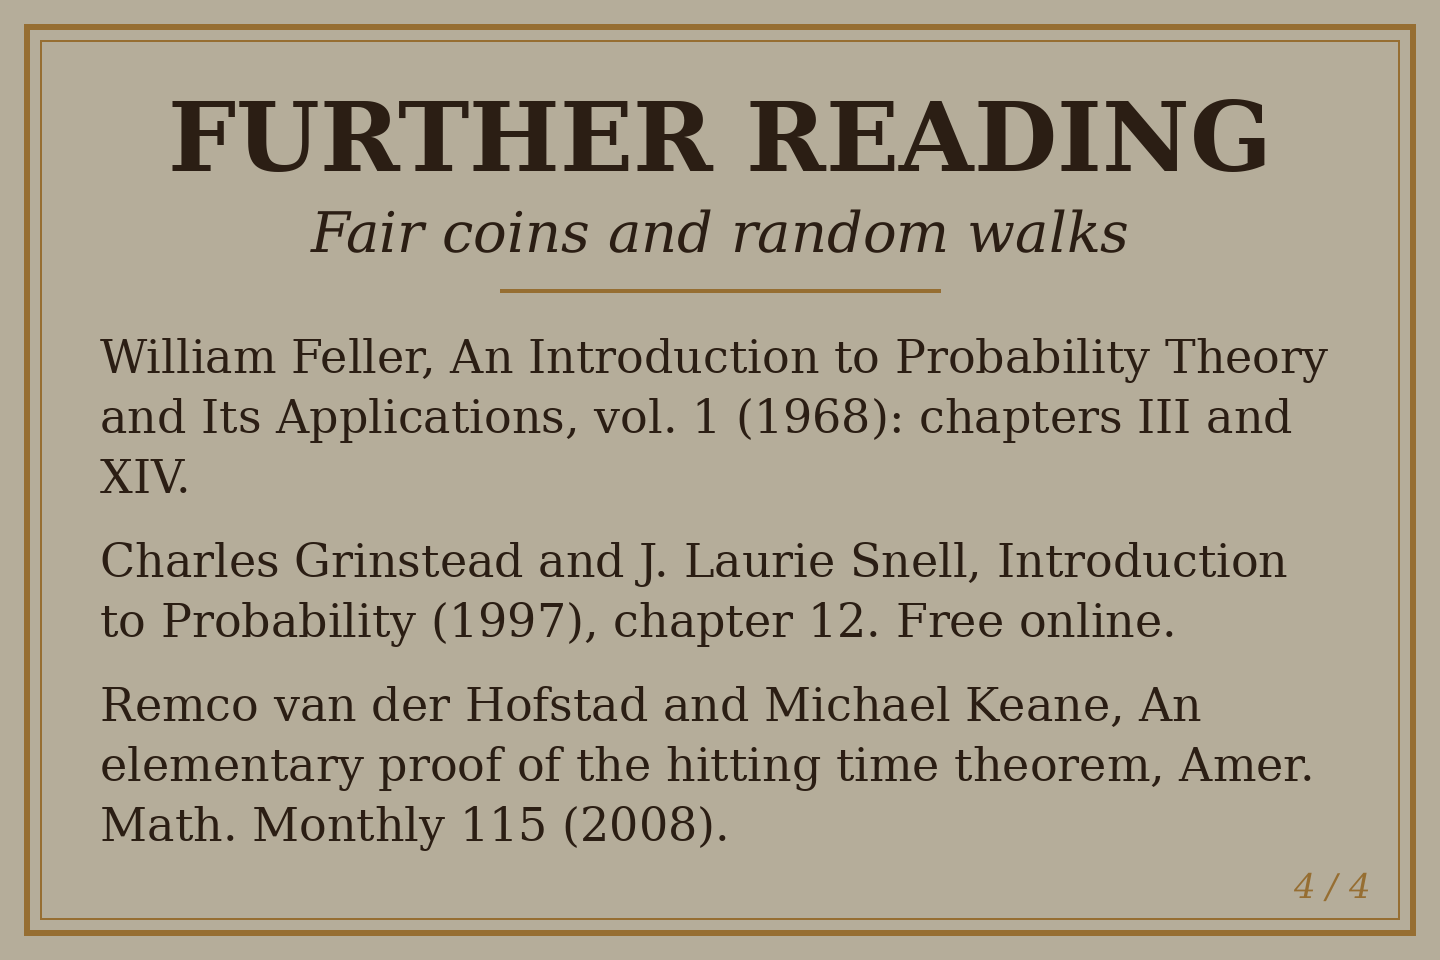 FURTHER READING
Fair coins and random walks
William Feller, An Introduction to Probability Theory
and Its Applications, vol. 1 (1968): chapters III and
XIV.
Charles Grinstead and J. Laurie Snell, Introduction
to Probability (1997), chapter 12. Free online.
Remco van der Hofstad and Michael Keane, An
elementary proof of the hitting time theorem, Amer.
Math. Monthly 115 (2008).
4 / 4